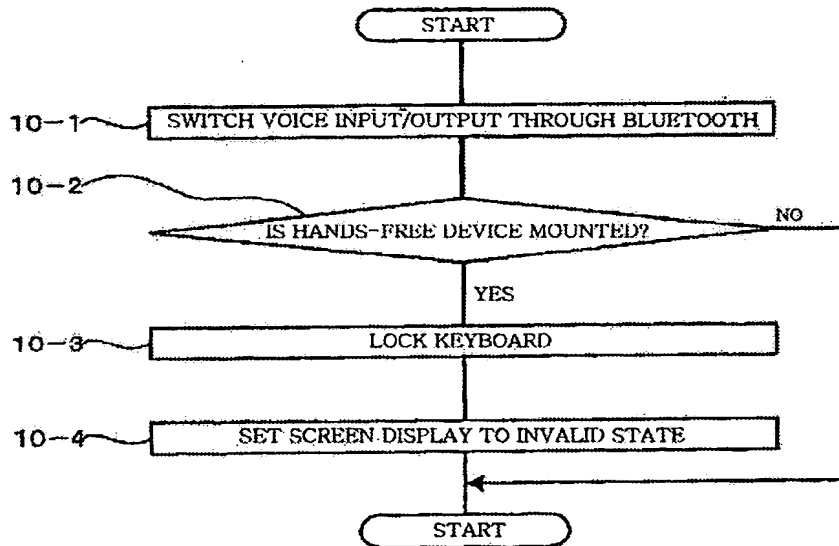 START
10-1 SWITCH VOICE INPUT/OUTPUT THROUGH BLUETOOTH
10-2
IS HANDS-FREE DEVICE MOUNTED? NO
YES
10-3 LOCK KEYBOARD
10-4 SET SCREEN DISPLAY TO INVALID STATE
START